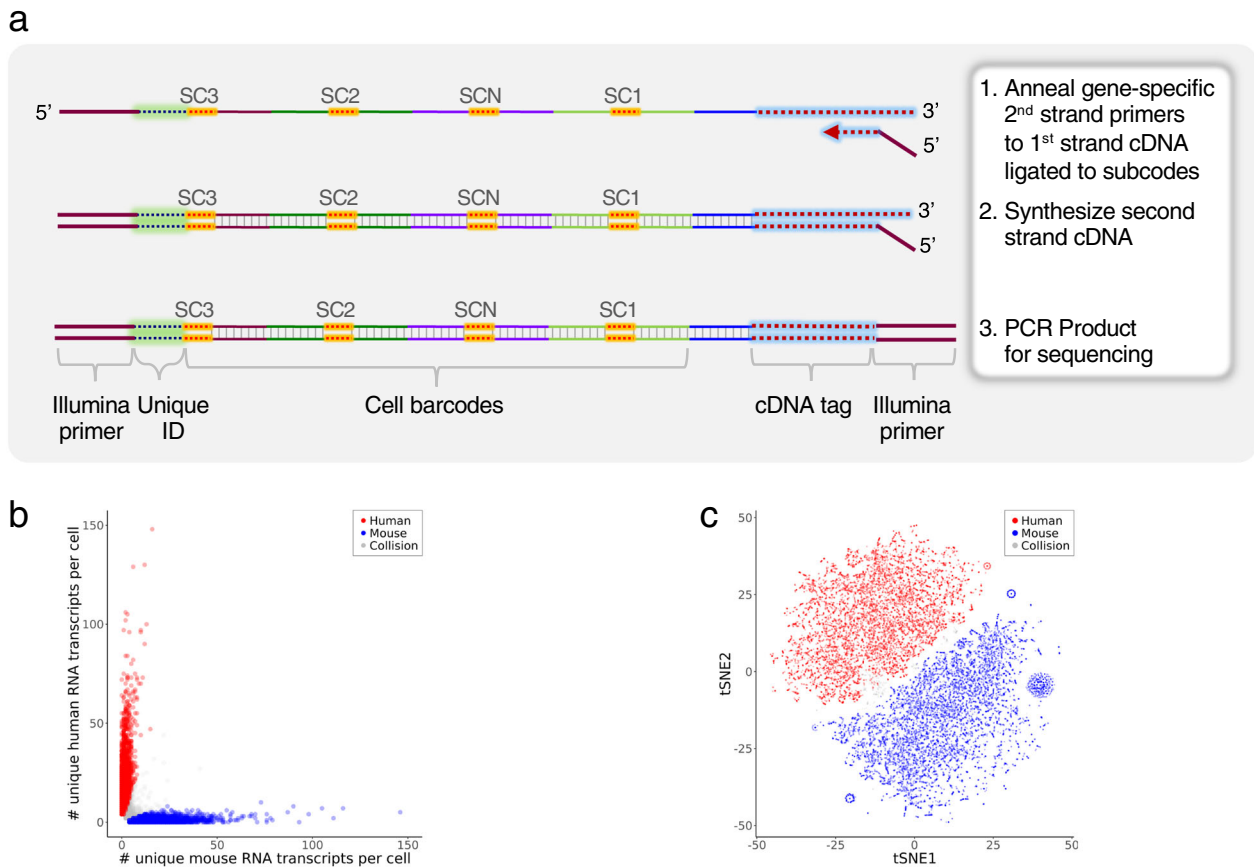 a
5’
SC3
SC2
SCN
SC1
3’
5’
SC3
SC2
SCN
SC1
3’
5’
SC3
SC2
SCN
SC1
Illumina
primer
Unique
ID
Cell barcodes
cDNA tag
Illumina
primer
1. Anneal gene-specific
2nd strand primers
to 1st strand cDNA
ligated to subcodes
2. Synthesize second
strand cDNA
3. PCR Product
for sequencing
b
# unique human RNA transcripts per cell
150
100
50
0
0
50
100
150
# unique mouse RNA transcripts per cell
Human
Mouse
Collision
c
tSNE2
50
25
0
-25
-50
-50
-25
0
25
50
tSNE1
Human
Mouse
Collision